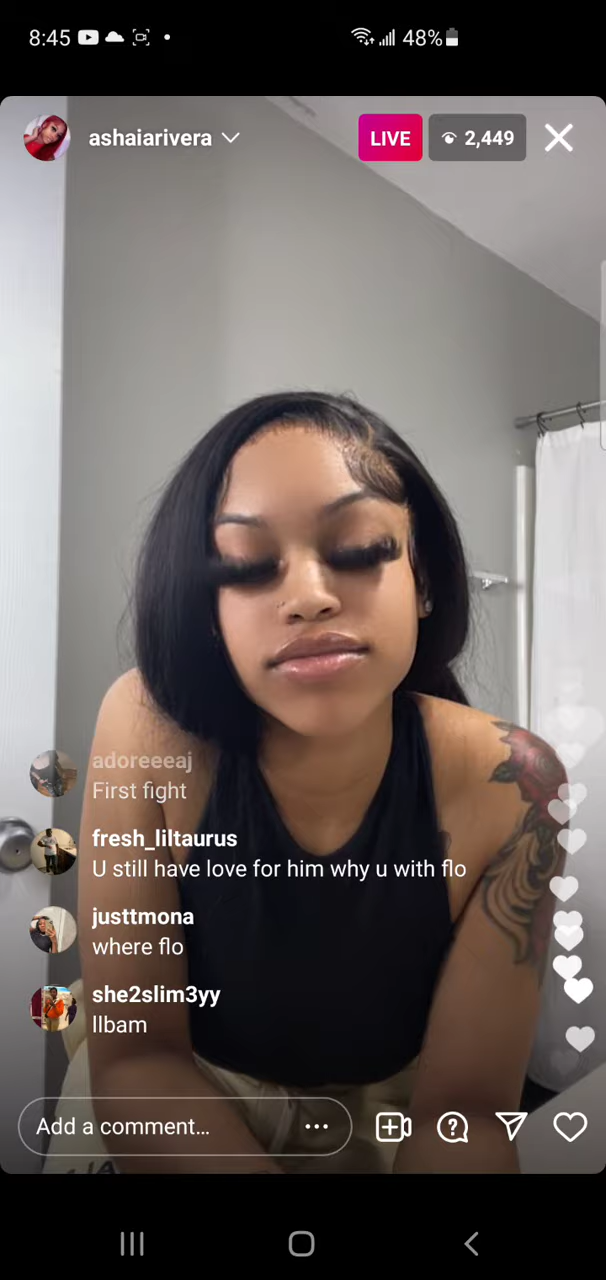 8:45 48%
ashaiarivera LIVE 2,449
adoreeeaj
First fight
fresh_liltaurus
U still have love for him why u with flo
justtmona
where flo
she2slim3yy
llbam
Add a comment...